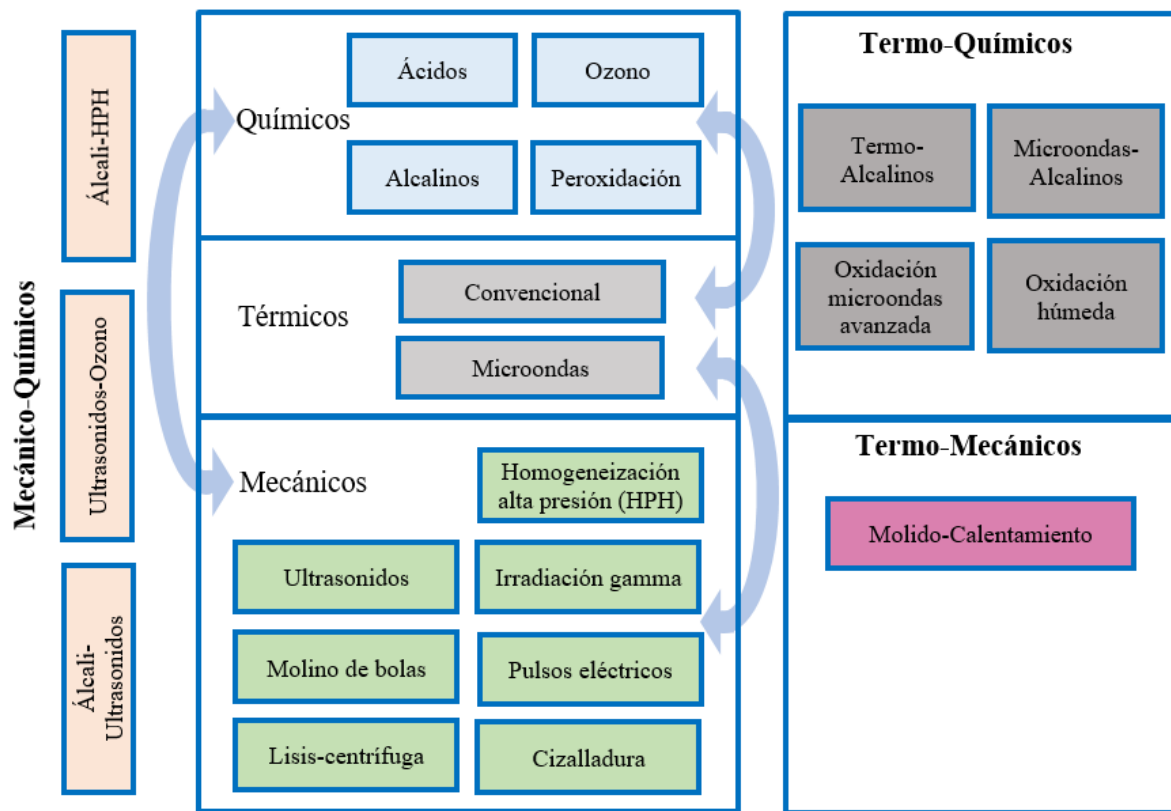 Mecánico-Químicos
Álcali-HPH
Ultrasonidos-Ozono
Álcali-
Ultrasonidos
Químicos
Ácidos
Ozono
Alcalinos
Peroxidación
Térmicos
Convencional
Microondas
Mecánicos
Homogeneización
alta presión (HPH)
Ultrasonidos
Irradiación gamma
Molino de bolas
Pulsos eléctricos
Lisis-centrífuga
Cizalladura
Termo-Químicos
Termo-
Alcalinos
Microondas-
Alcalinos
Oxidación
microondas
avanzada
Oxidación
húmeda
Termo-Mecánicos
Molido-Calentamiento